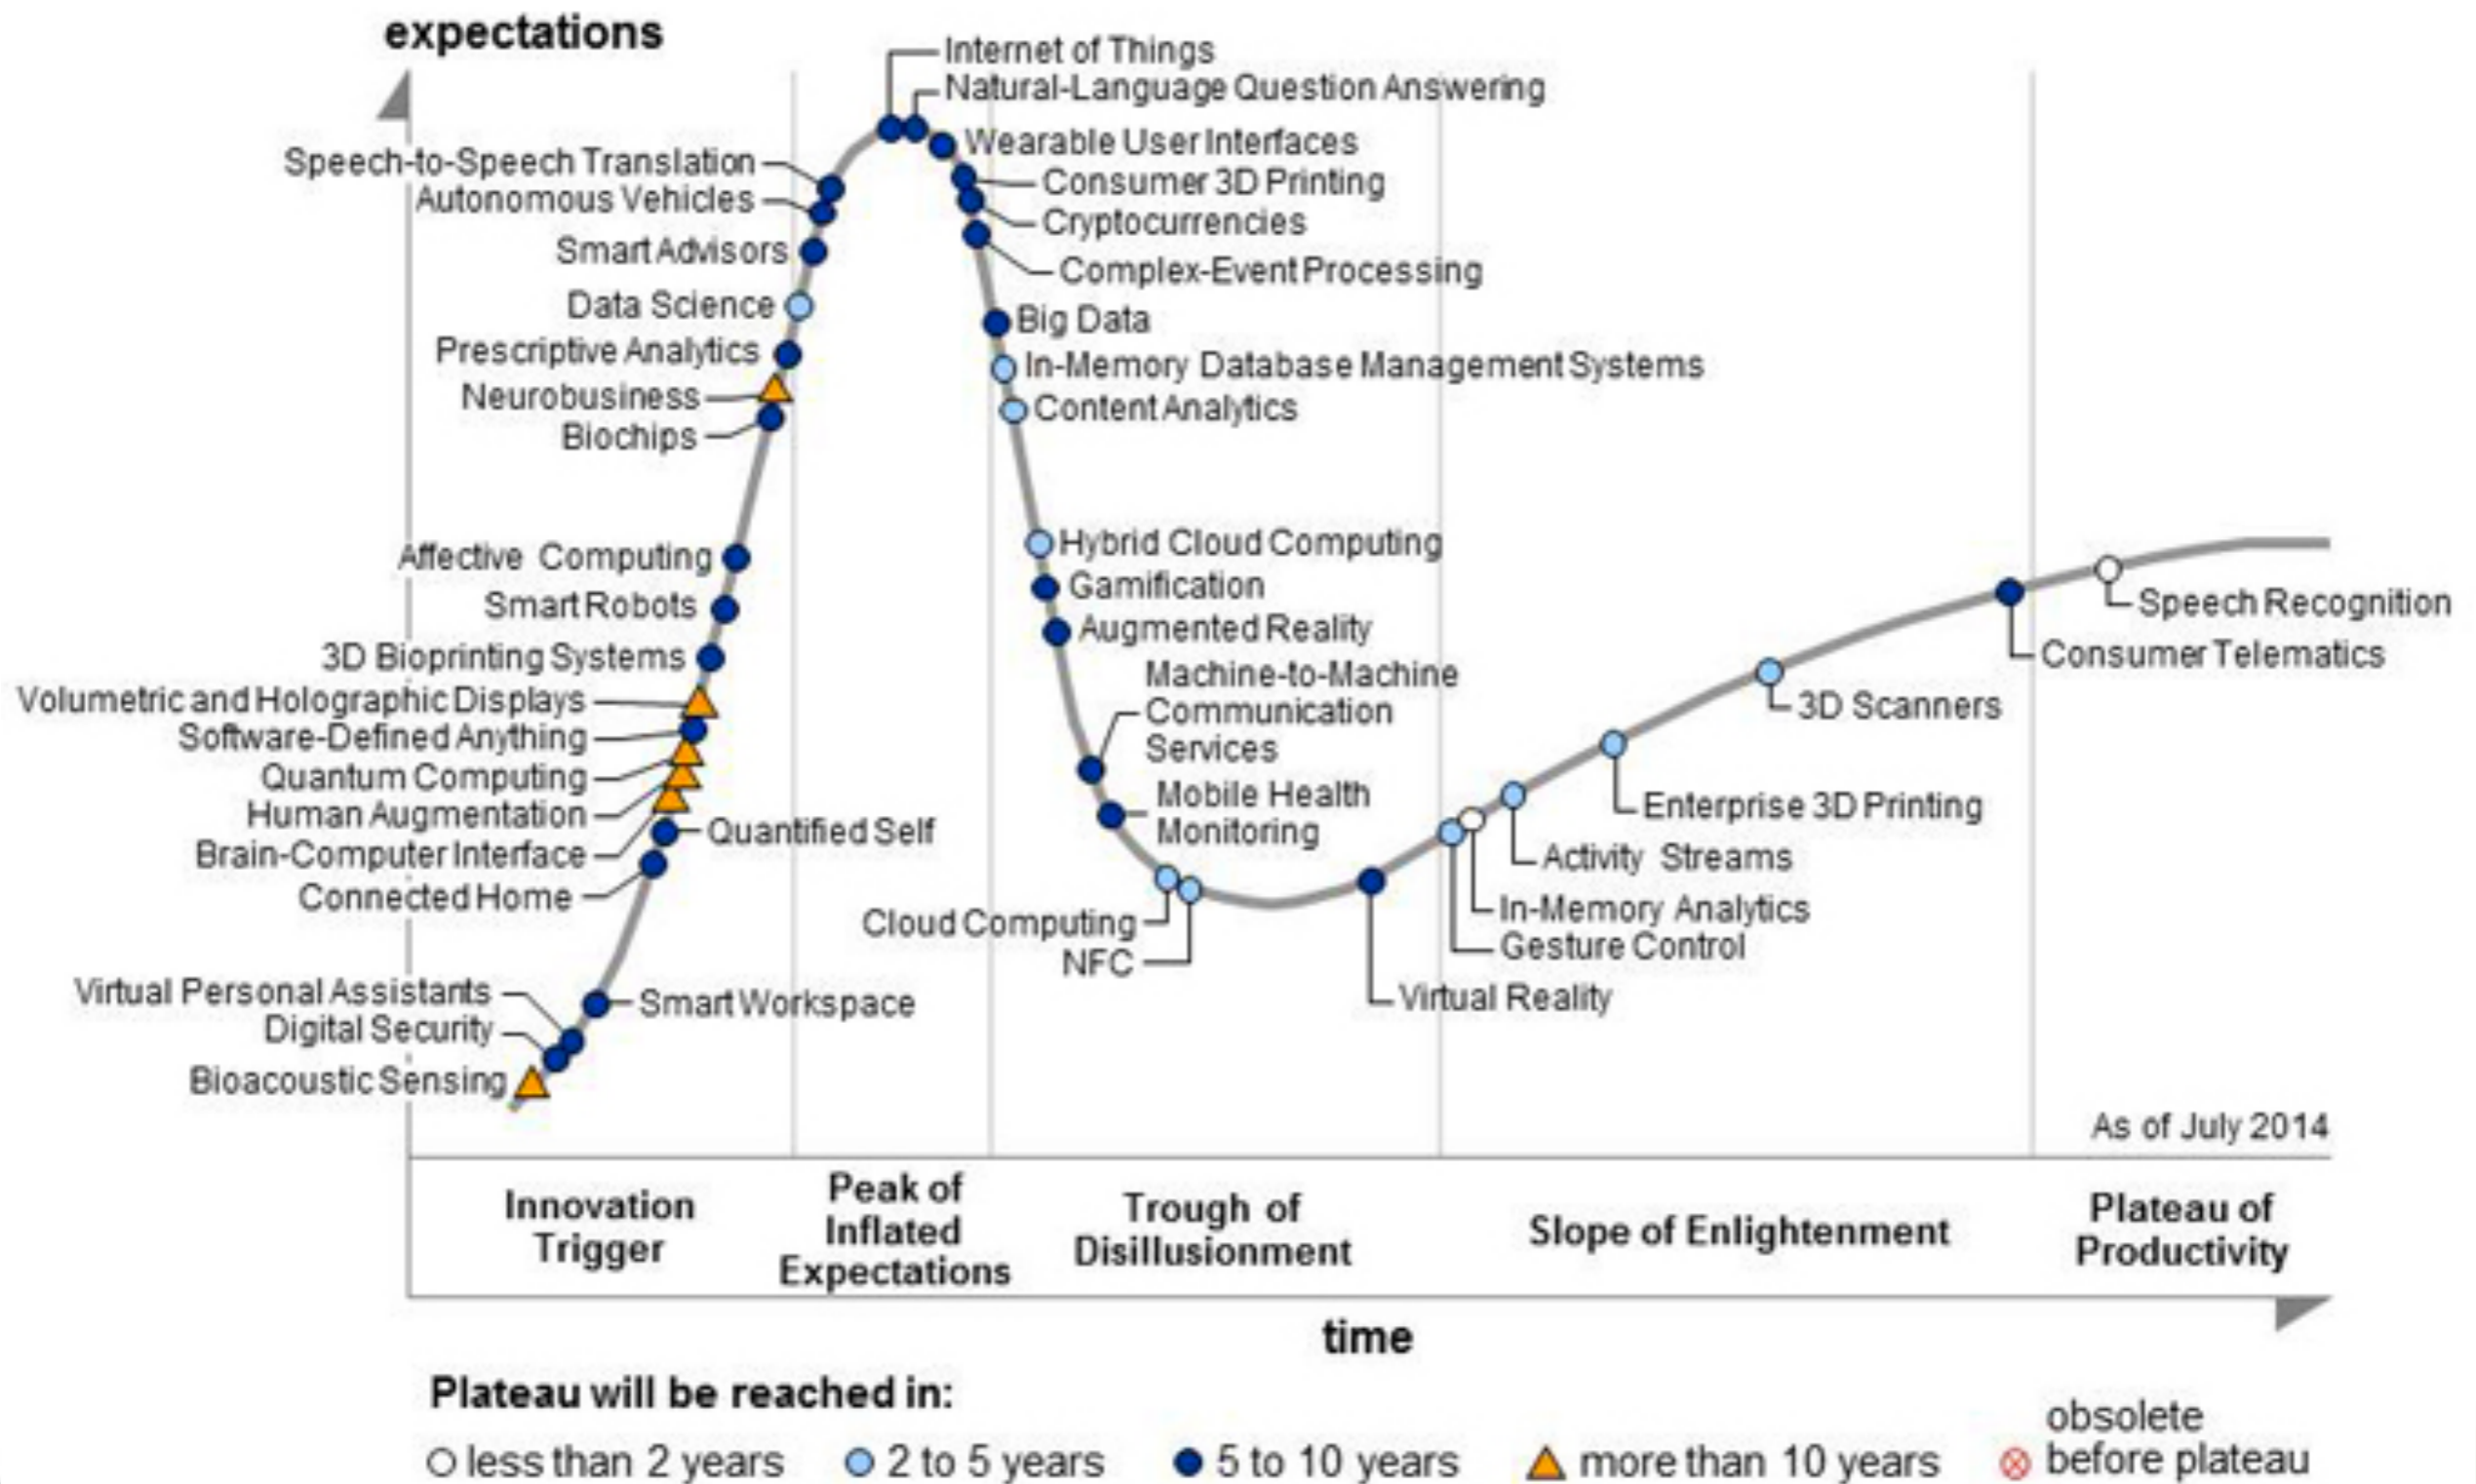 expectations
Internet of Things
Natural-Language Question Answering
Wearable User Interfaces
Speech-to-Speech Translation
Consumer 3D Printing
Autonomous Vehicles
Cryptocurrencies
Smart Advisors
Complex-Event Processing
Data Science
Big Data
Prescriptive Analytics
In-Memory Database Management Systems
Neurobusiness
Content Analytics
Biochips
Hybrid Cloud Computing
Affective Computing
Gamification
Smart Robots
Augmented Reality
3D Bioprinting Systems
Machine-to-Machine
Communication
Services
Volumetric and Holographic Displays
Software-Defined Anything
Quantum Computing
Human Augmentation
Mobile Health
Monitoring
Quantified Self
Brain-Computer Interface
Connected Home
Cloud Computing
NFC
Speech Recognition
Consumer Telematics
3D Scanners
Enterprise 3D Printing
Activity Streams
In-Memory Analytics
Gesture Control
Virtual Reality
Virtual Personal Assistants
Smart Workspace
Digital Security
Bioacoustic Sensing
As of July 2014
Innovation
Trigger
Peak of
Inflated
Expectations
Trough of
Disillusionment
Slope of Enlightenment
Plateau of
Productivity
time
Plateau will be reached in:
less than 2 years
2 to 5 years
5 to 10 years
more than 10 years
obsolete
before plateau